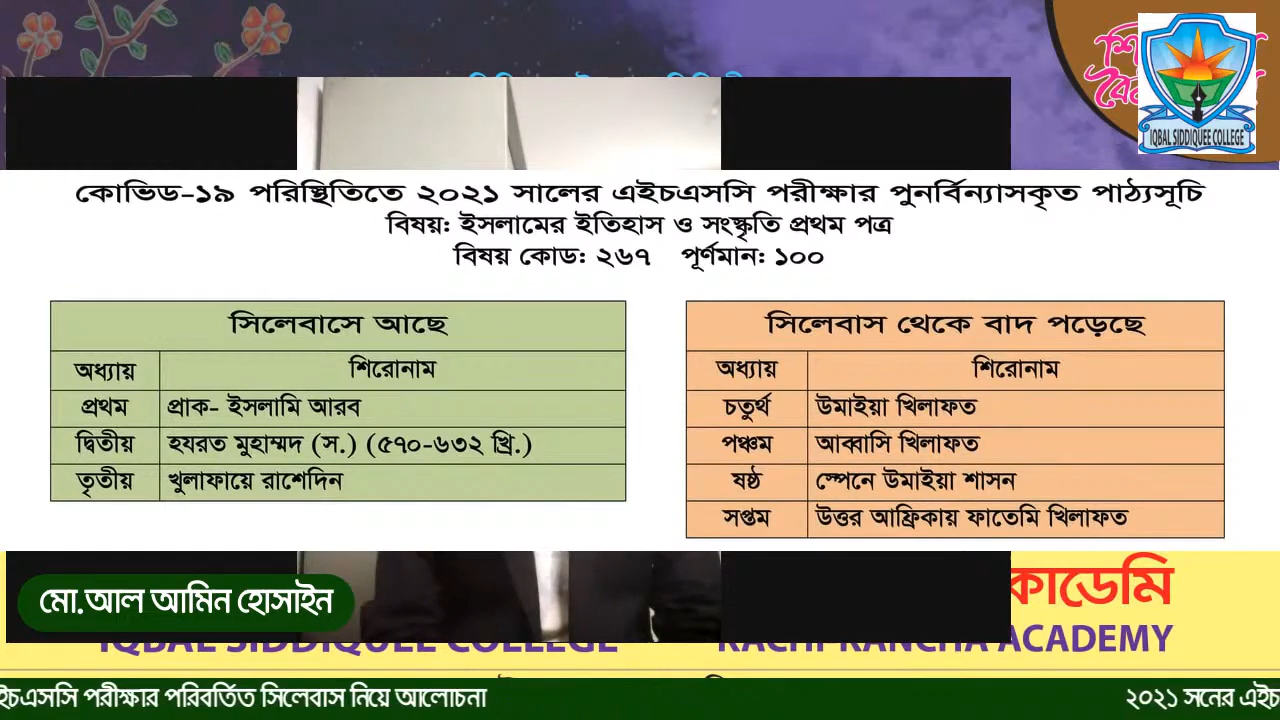 IQBAL SIDDIQUEE COLLEGE
কোভিড-১৯ পরিস্থিতিতে ২০২১ সালের এইচএসসি পরীক্ষার পুনর্বিন্যাসকৃত পাঠ্যসূচি
বিষয়: ইসলামের ইতিহাস ও সংস্কৃতি প্রথম পত্র
বিষয় কোড: ২৬৭ পূর্ণমান: ১০০
সিলেবাসে আছে
অধ্যায় শিরোনাম
প্রথম প্রাক- ইসলামি আরব
দ্বিতীয় হযরত মুহাম্মদ (স.) (৫৭০-৬৩২ খ্রি.)
তৃতীয় খুলাফায়ে রাশেদিন
সিলেবাস থেকে বাদ পড়েছে
অধ্যায় শিরোনাম
চতুর্থ উমাইয়া খিলাফত
পঞ্চম আব্বাসি খিলাফত
ষষ্ঠ স্পেনে উমাইয়া শাসন
সপ্তম উত্তর আফ্রিকায় ফাতেমি খিলাফত
কাডেমি
মো.আল আমিন হোসাইন
IQBAL SIDDIQUEE COLLEGE ACADEMY
ইচএসসি পরীক্ষার পরিবর্তিত সিলেবাস নিয়ে আলোচনা ২০২১ সনের এইচ